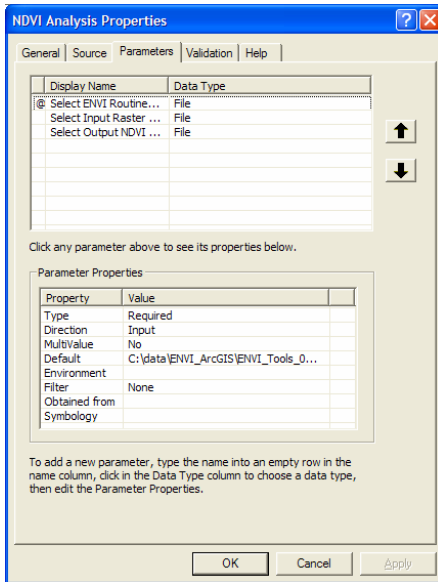 NDVI Analysis Properties
General Source Parameters Validation Help
Display Name Data Type
@ Select ENVI Routine... File
Select Input Raster ... File
Select Output NDVI ... File
Click any parameter above to see its properties below.
Parameter Properties
Property Value
Type Required
Direction Input
MultiValue No
Default C:\data\ENVI_ArcGIS\ENVI_Tools_0...
Environment
Filter None
Obtained from
Symbology
To add a new parameter, type the name into an empty row in the
name column, click in the Data Type column to choose a data type,
then edit the Parameter Properties.
OK Cancel Apply